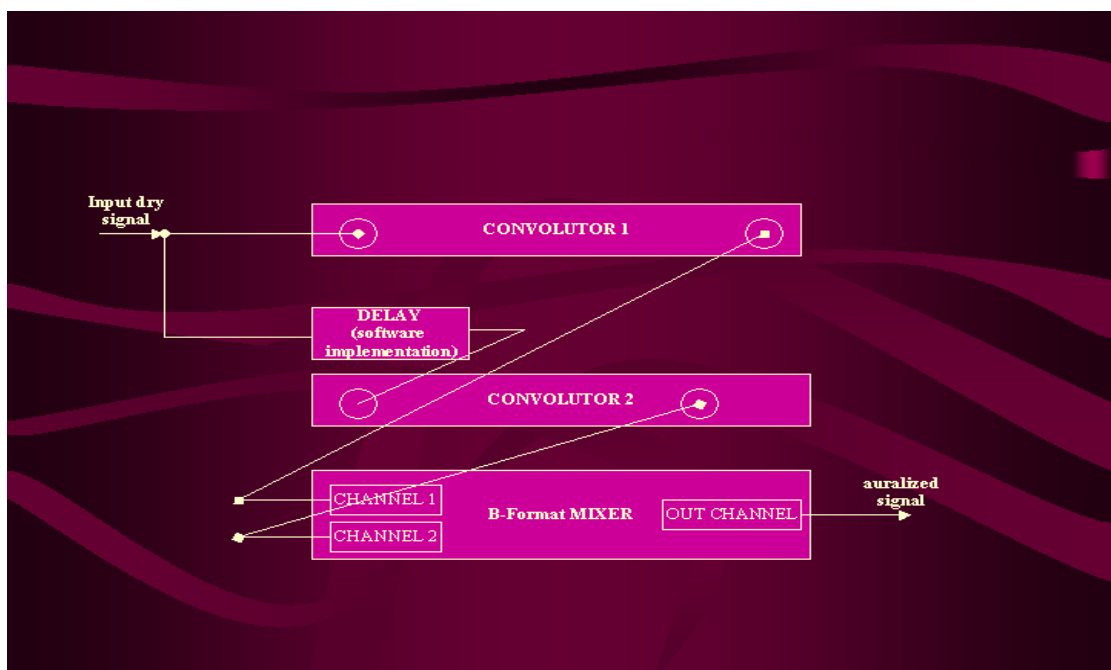 Input dry
signal
CONVOLUTOR 1
DELAY
(software
implementation)
CONVOLUTOR 2
CHANNEL 1
CHANNEL 2
B-Format MIXER
OUT CHANNEL
auralized
signal